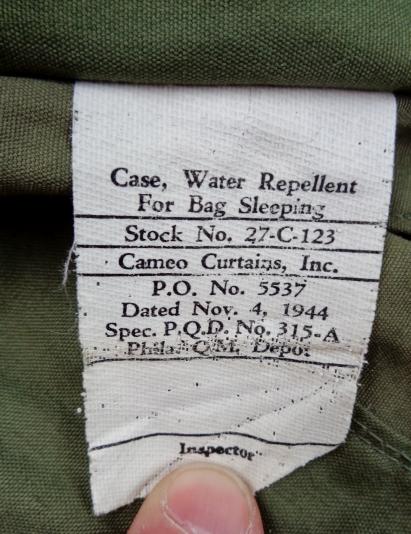 Case, Water Repellent
For Bag Sleeping
Stock No. 27-C-123
Cameo Curtains, Inc.
P.O. No. 5537
Dated Nov. 4, 1944
Spec. P.Q.D. No. 315-A
Phila. Q.M. Depot
Inspector